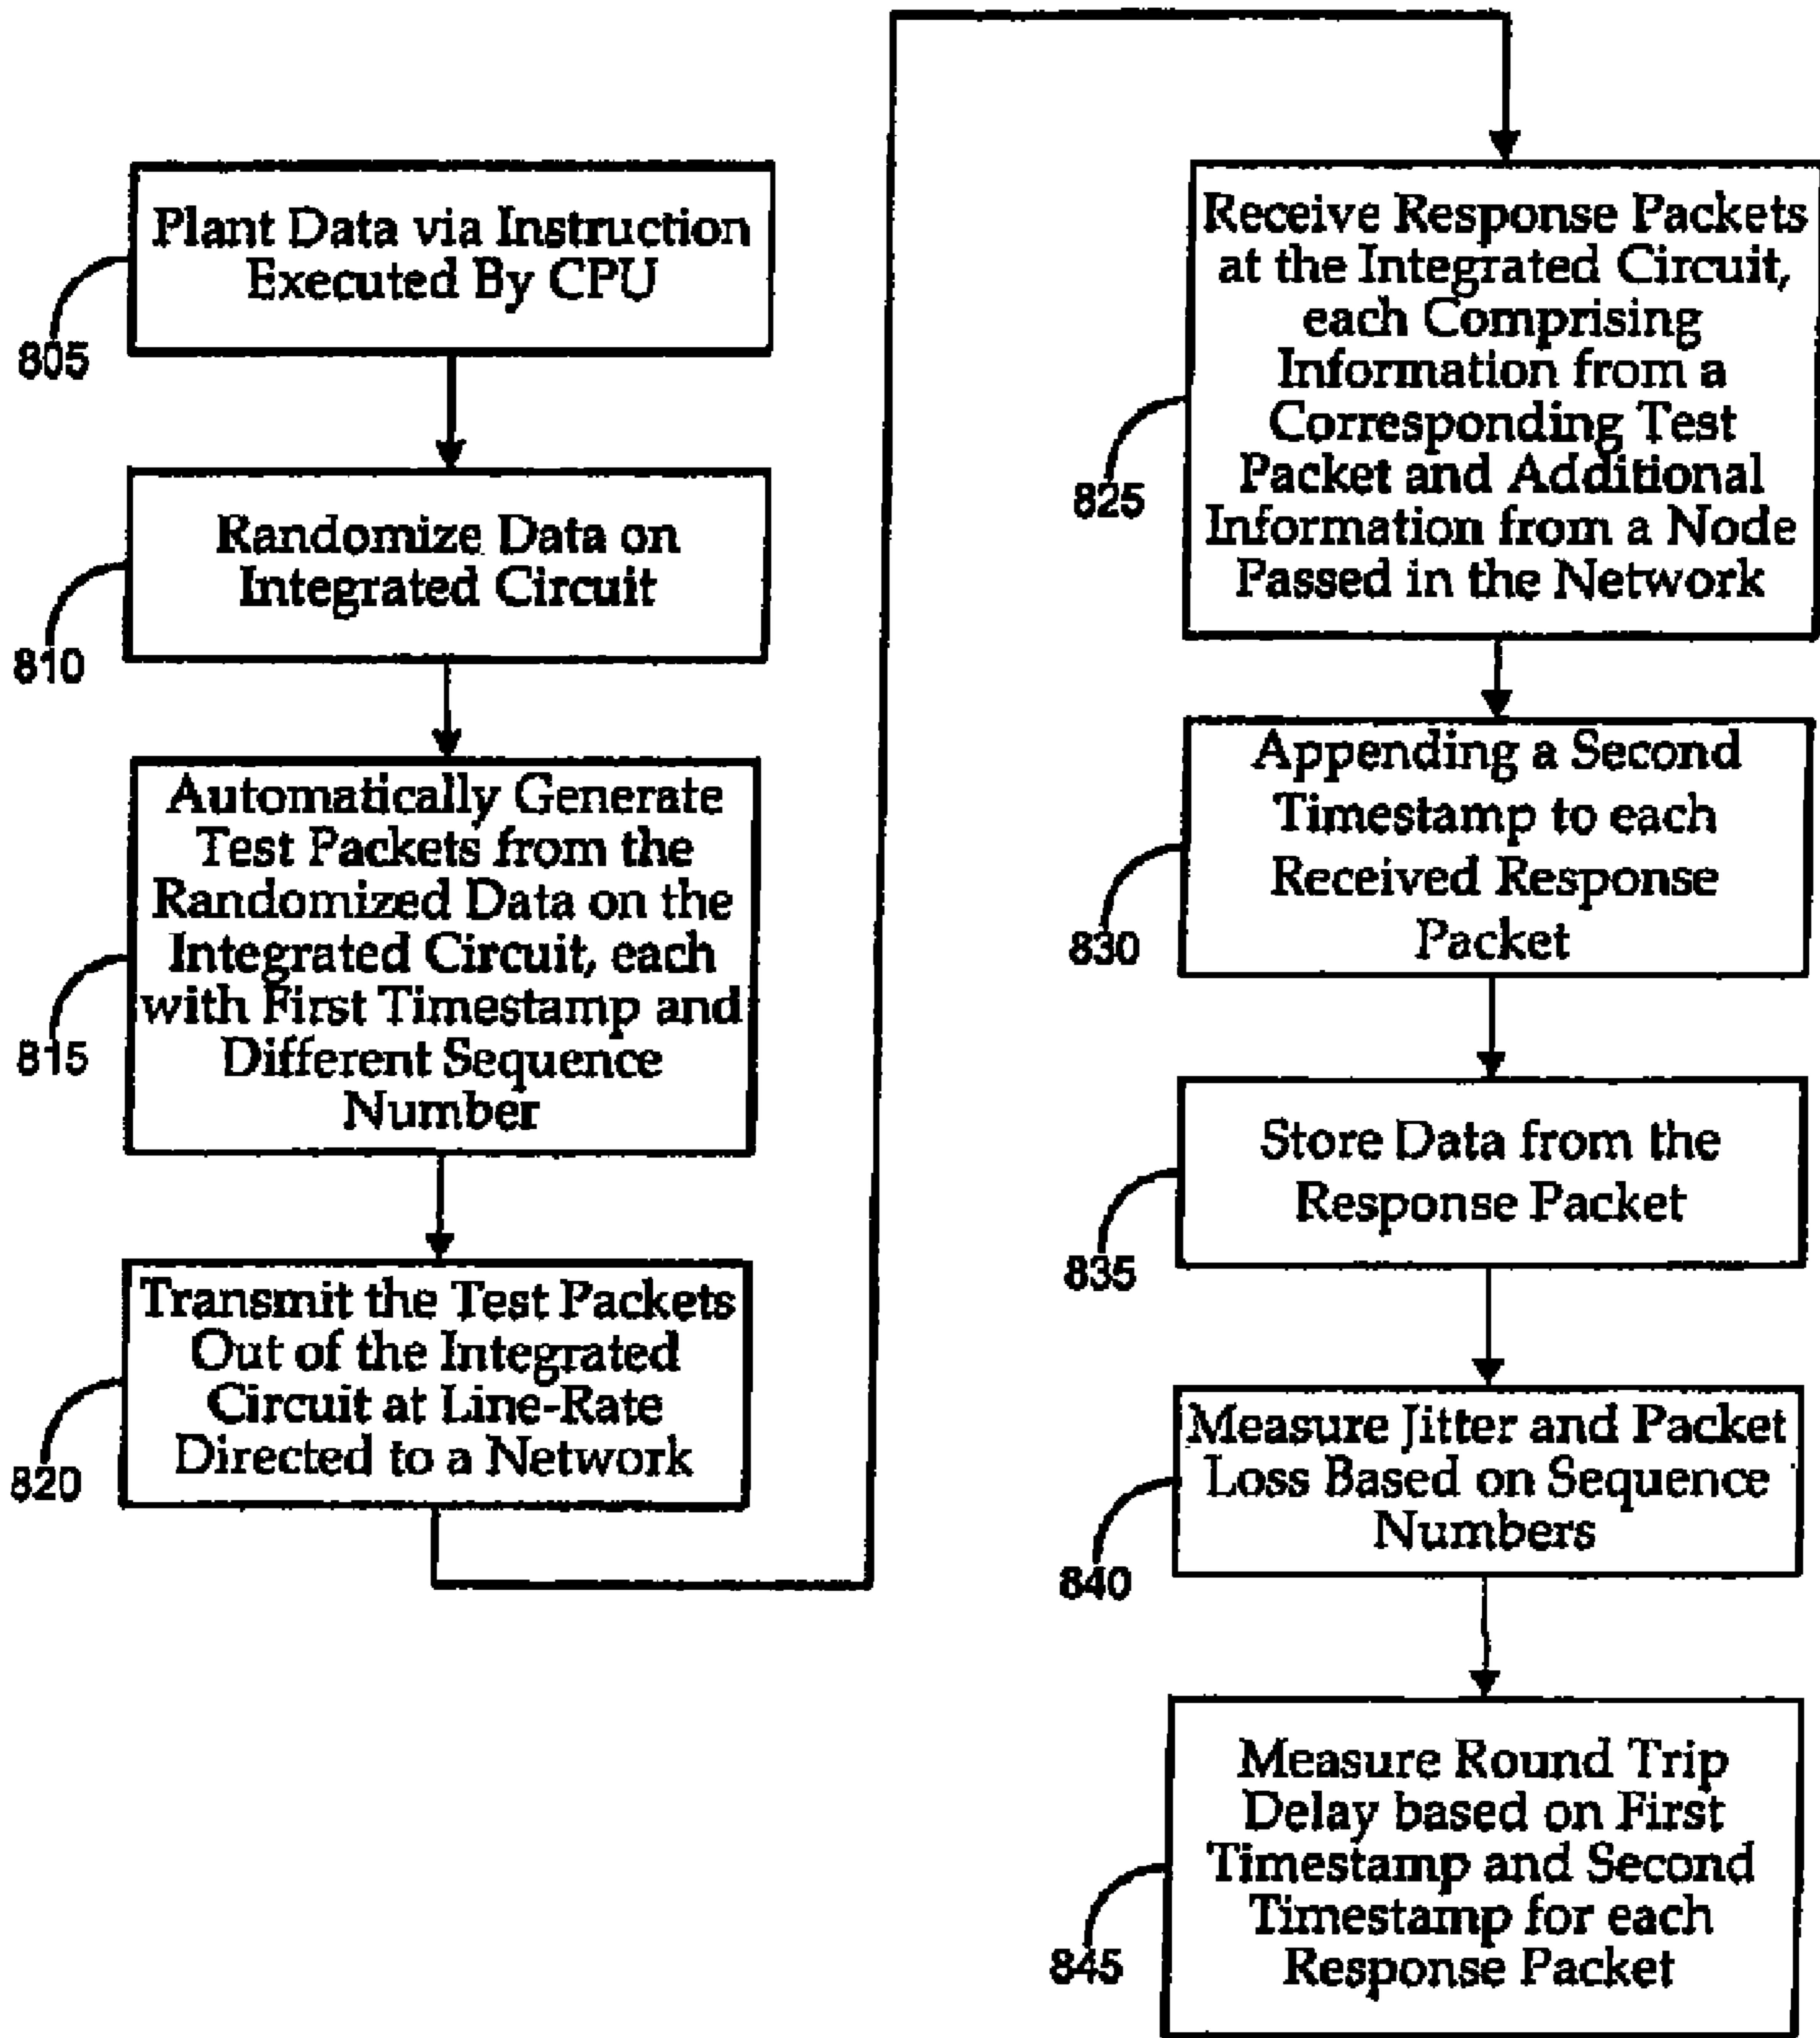 Plant Data via Instruction
Executed By CPU
805
Randomize Data on
Integrated Circuit
810
Automatically Generate
Test Packets from the
Randomized Data on the
Integrated Circuit, each
with First Timestamp and
Different Sequence
Number
815
Transmit the Test Packets
Out of the Integrated
Circuit at Line-Rate
Directed to a Network
820
Receive Response Packets
at the Integrated Circuit,
each Comprising
Information from a
Corresponding Test
Packet and Additional
Information from a Node
Passed in the Network
825
Appending a Second
Timestamp to each
Received Response
Packet
830
Store Data from the
Response Packet
835
Measure Jitter and Packet
Loss Based on Sequence
Numbers
840
Measure Round Trip
Delay based on First
Timestamp and Second
Timestamp for each
Response Packet
845